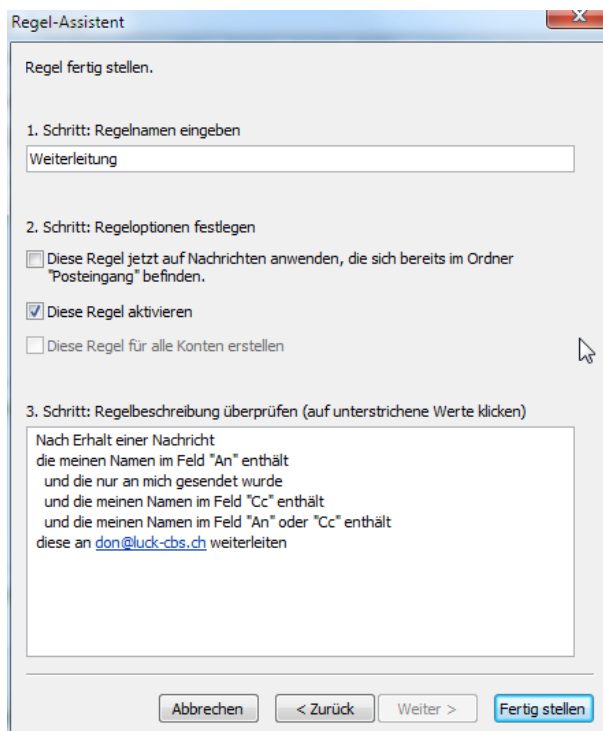 Regel-Assistent
Regel fertig stellen.
1. Schritt: Regelnamen eingeben
Weiterleitung
2. Schritt: Regeloptionen festlegen
Diese Regel jetzt auf Nachrichten anwenden, die sich bereits im Ordner
"Posteingang" befinden.
Diese Regel aktivieren
Diese Regel für alle Konten erstellen
3. Schritt: Regelbeschreibung überprüfen (auf unterstrichene Werte klicken)
Nach Erhalt einer Nachricht
die meinen Namen im Feld "An" enthält
und die nur an mich gesendet wurde
und die meinen Namen im Feld "Cc" enthält
und die meinen Namen im Feld "An" oder "Cc" enthält
diese an don@luck-cbs.ch weiterleiten
Abbrechen < Zurück Weiter > Fertig stellen